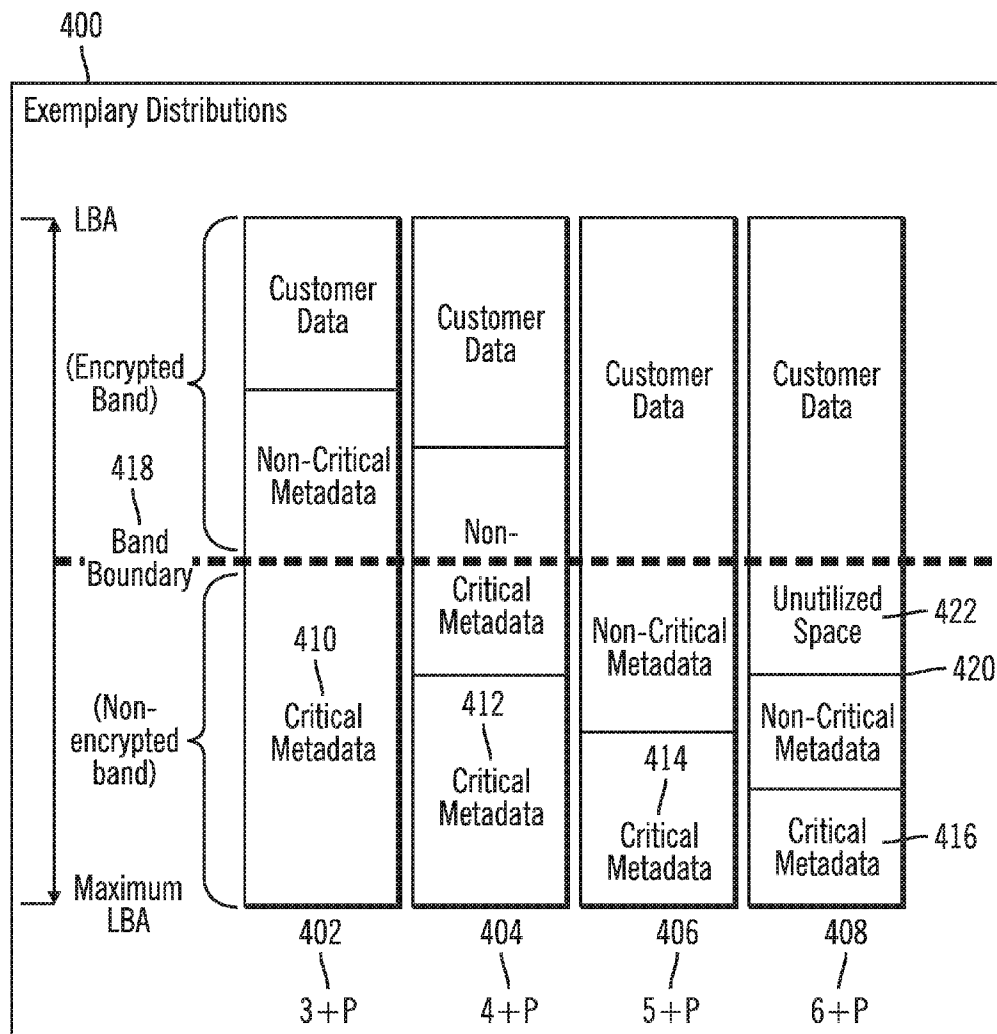 400
Exemplary Distributions
LBA
(Encrypted
Band)
418
Band
Boundary
(Non-
encrypted
band)
Maximum
LBA
Customer
Data
Non-Critical
Metadata
410
Critical
Metadata
Customer
Data
Non-
Critical
Metadata
412
Critical
Metadata
Customer
Data
Non-Critical
Metadata
414
Critical
Metadata
Customer
Data
Unutilized
Space
422
420
Non-Critical
Metadata
Critical
Metadata
416
402
404
406
408
3+P
4+P
5+P
6+P